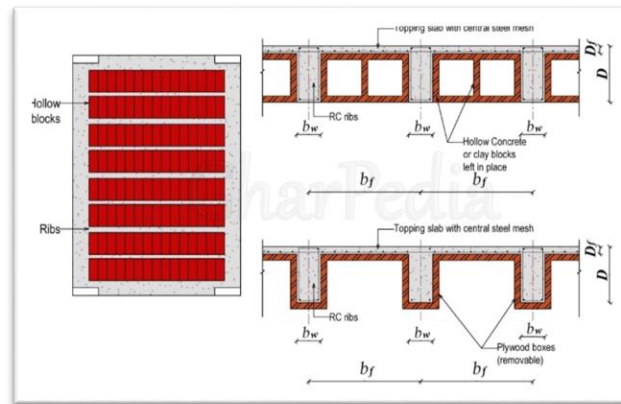 Hollow
blocks
Ribs
Topping slab with central steel mesh
RC ribs
Hollow Concrete
or clay blocks
left in place
bw
bw
bw
Df
D
bf
bf
GharPedia
Topping slab with central steel mesh
RC ribs
Plywood boxes
(removable)
bw
bw
bw
Df
D
bf
bf